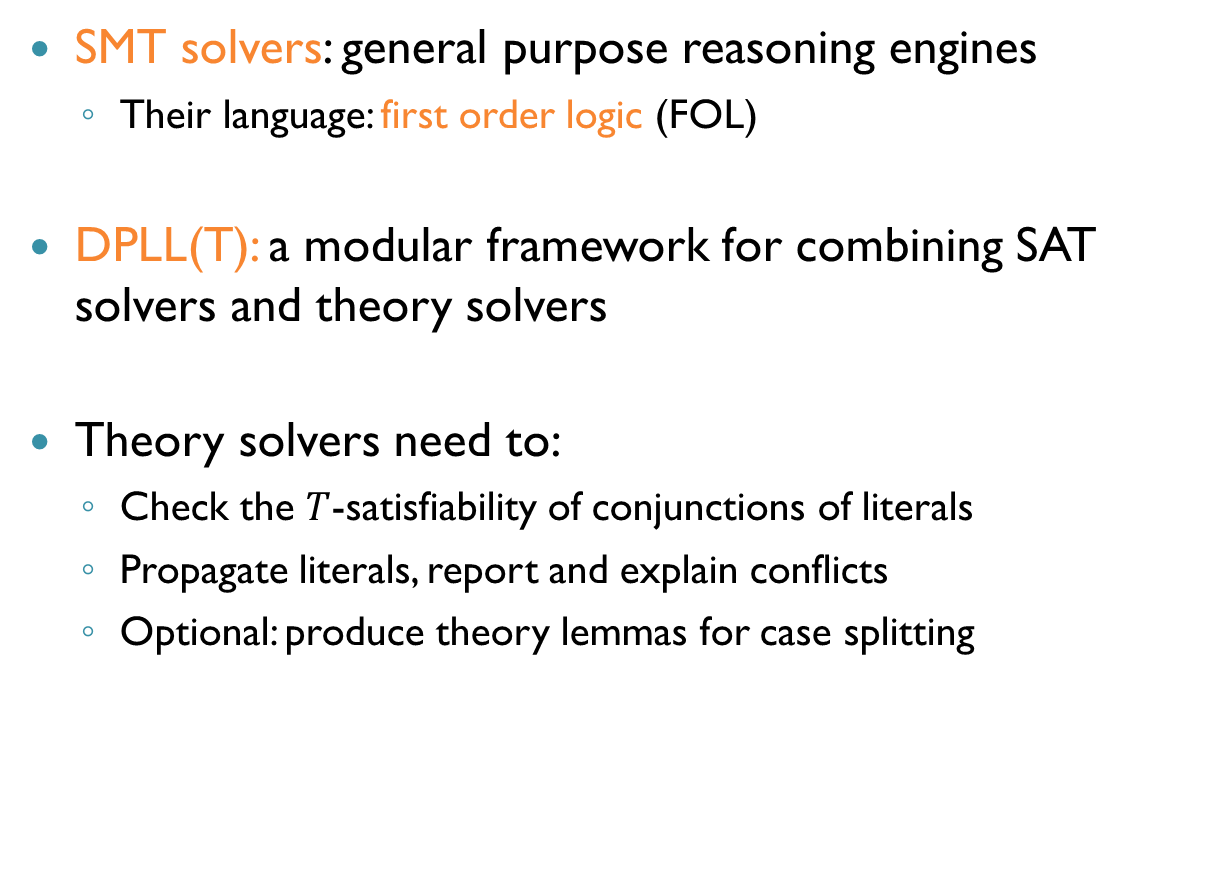 • SMT solvers: general purpose reasoning engines
◦ Their language: first order logic (FOL)
• DPLL(T): a modular framework for combining SAT
solvers and theory solvers
• Theory solvers need to:
◦ Check the T-satisfiability of conjunctions of literals
◦ Propagate literals, report and explain conflicts
◦ Optional: produce theory lemmas for case splitting